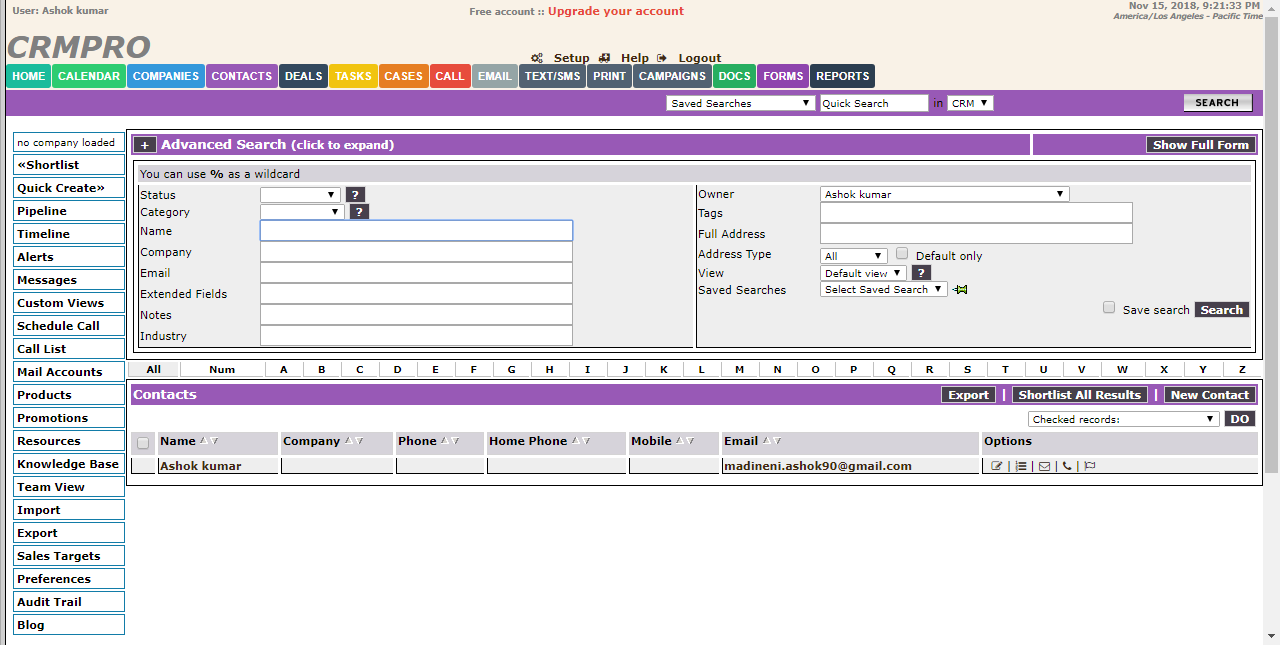 User: Ashok kumar
Free account :: Upgrade your account
Nov 15, 2018, 9:21:33 PM
America/Los Angeles - Pacific Time
CRMPRO
Setup Help Logout
HOME CALENDAR COMPANIES CONTACTS DEALS TASKS CASES CALL EMAIL TEXT/SMS PRINT CAMPAIGNS DOCS FORMS REPORTS
Saved Searches Quick Search in CRM SEARCH
no company loaded
«Shortlist
Quick Create»
Pipeline
Timeline
Alerts
Messages
Custom Views
Schedule Call
Call List
Mail Accounts
Products
Promotions
Resources
Knowledge Base
Team View
Import
Export
Sales Targets
Preferences
Audit Trail
Blog
+ Advanced Search (click to expand) Show Full Form
You can use % as a wildcard
Status ?
Category ?
Name
Company
Email
Extended Fields
Notes
Industry
Owner Ashok kumar
Tags
Full Address
Address Type All Default only
View Default view ?
Saved Searches Select Saved Search
Save search Search
All Num A B C D E F G H I J K L M N O P Q R S T U V W X Y Z
Contacts Export | Shortlist All Results | New Contact
Checked records: DO
Name Company Phone Home Phone Mobile Email Options
Ashok kumar madineni.ashok90@gmail.com | | | |